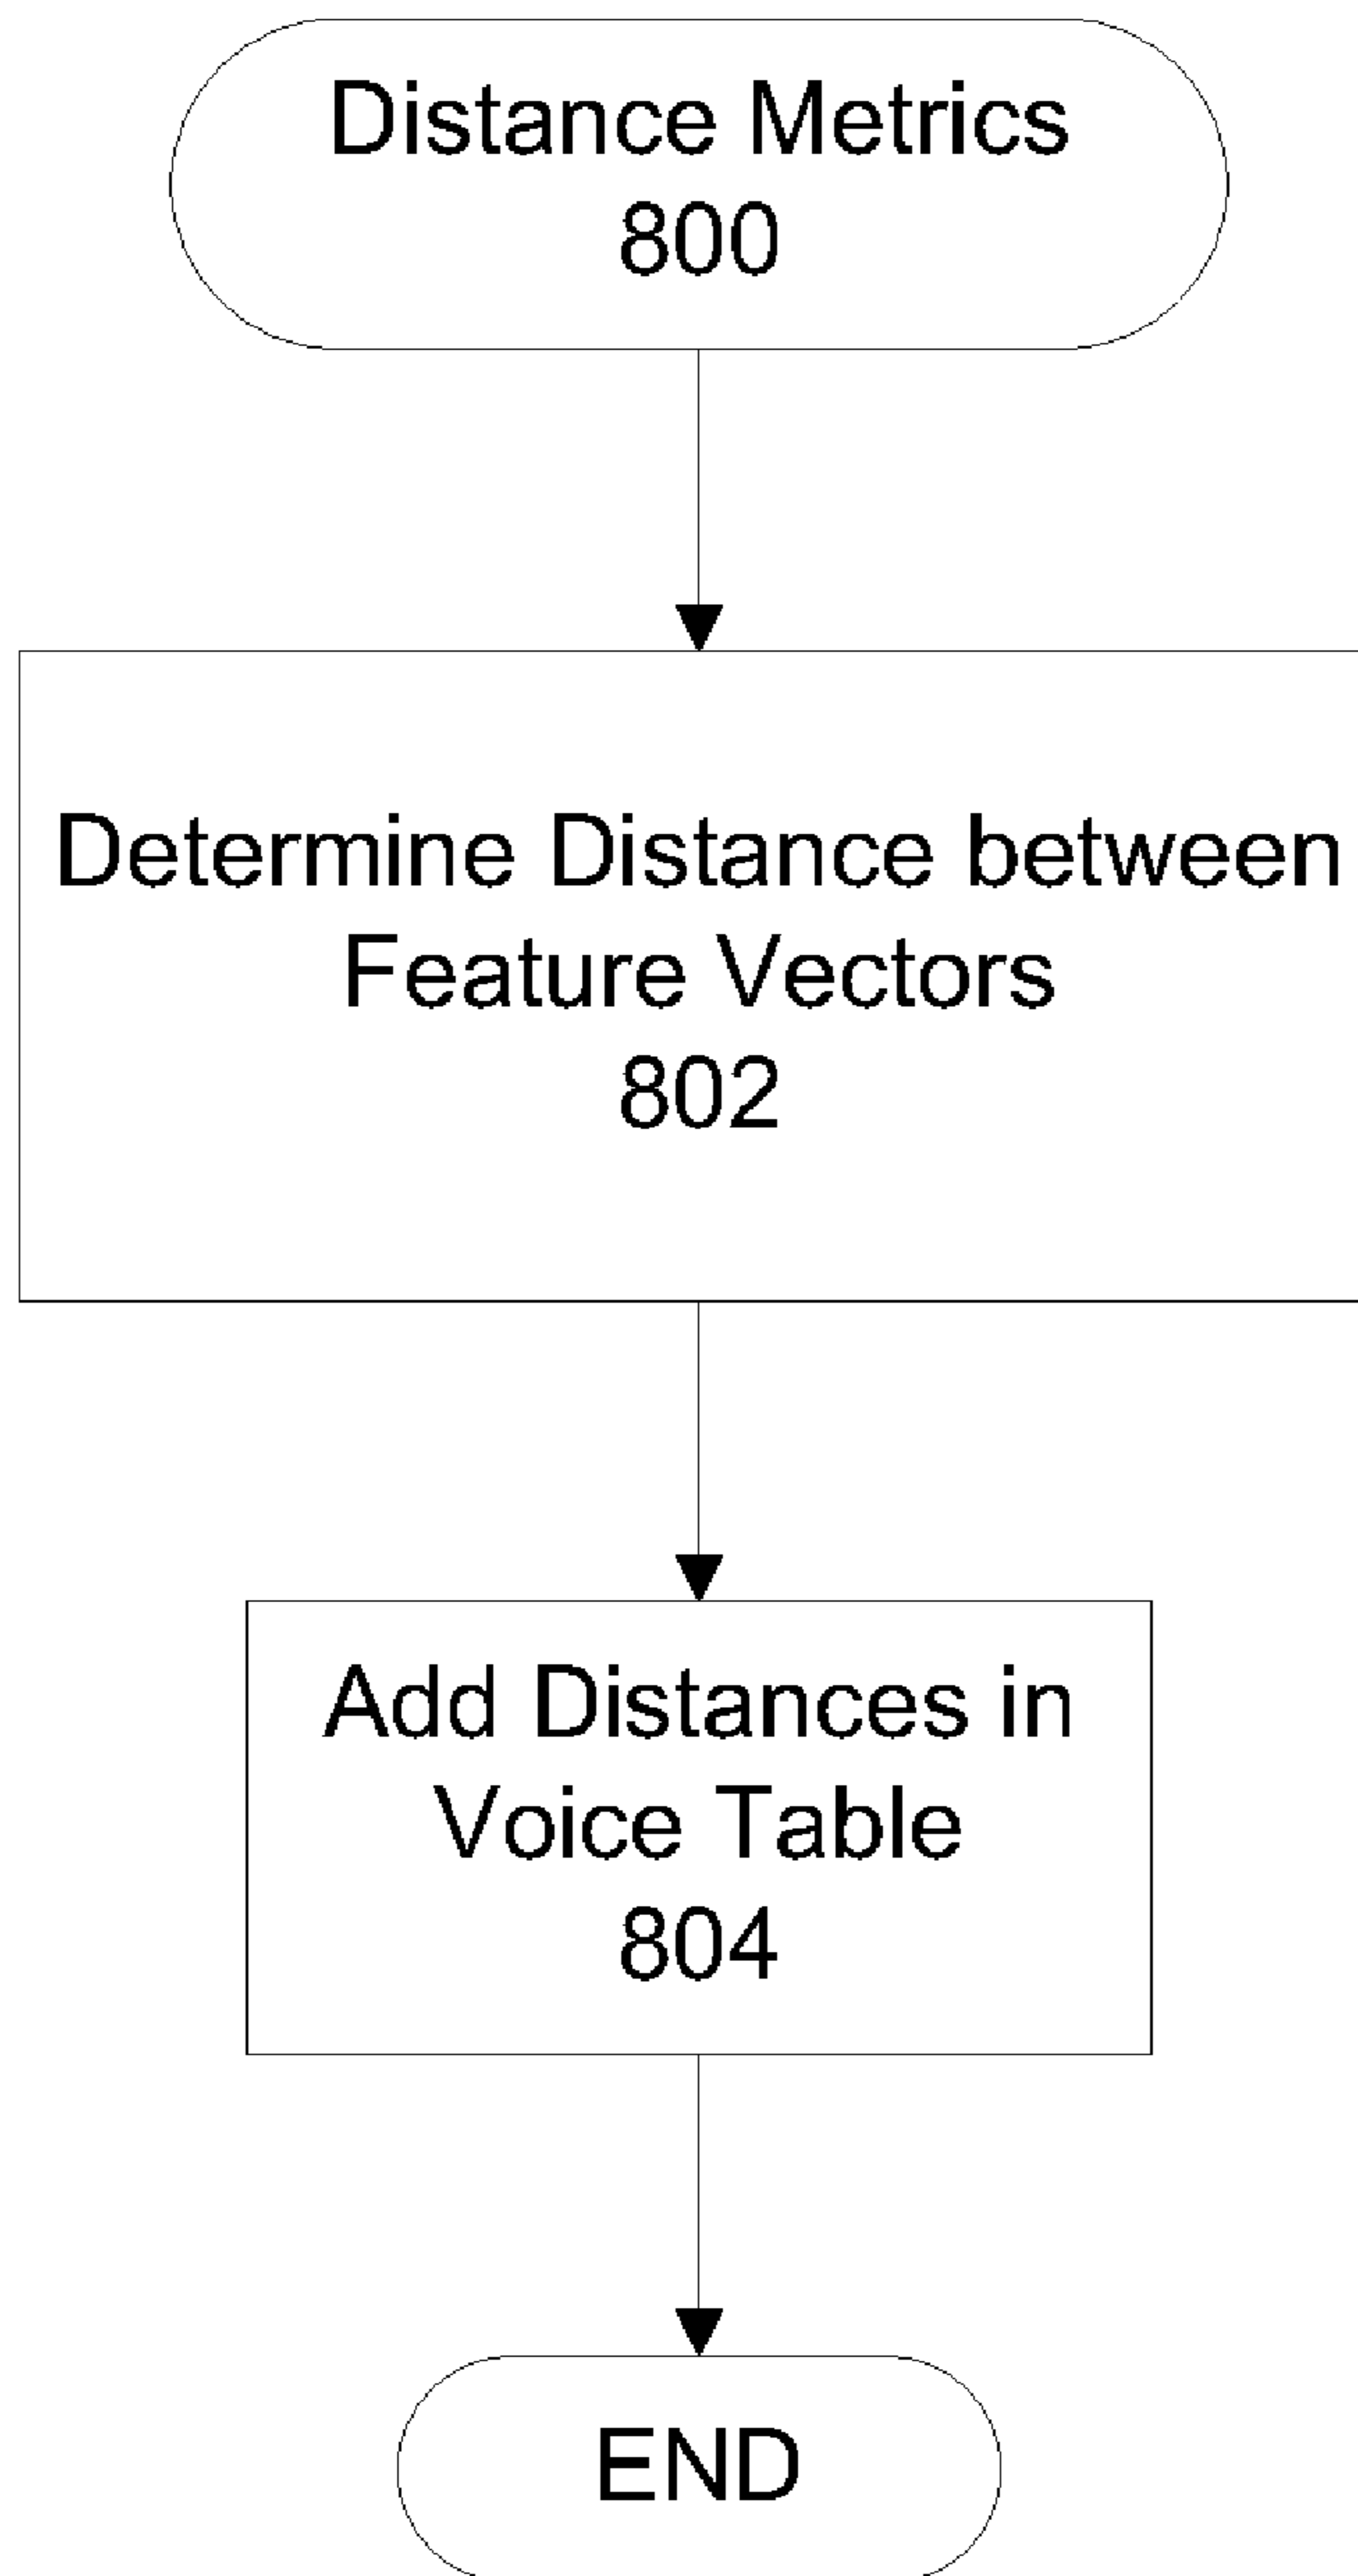 Distance Metrics
800
Determine Distance between
Feature Vectors
802
Add Distances in
Voice Table
804
END